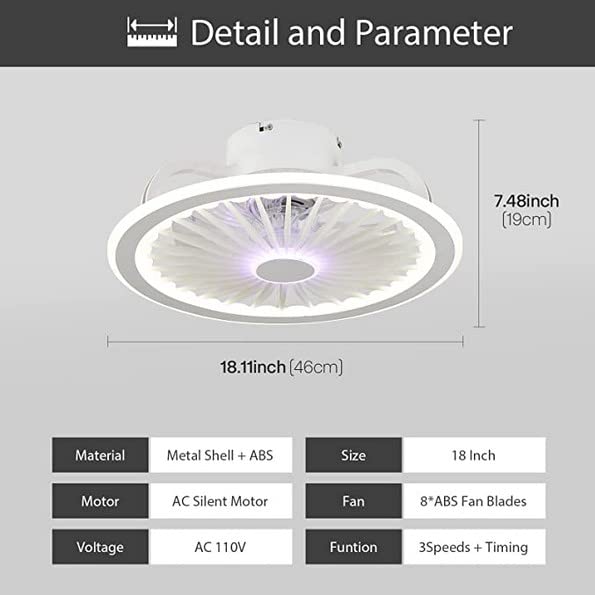 Detail and Parameter
7.48inch
(19cm)
18.11inch (46cm)
Material Metal Shell + ABS Size 18 Inch
Motor AC Silent Motor Fan 8*ABS Fan Blades
Voltage AC 110V Funtion 3Speeds + Timing